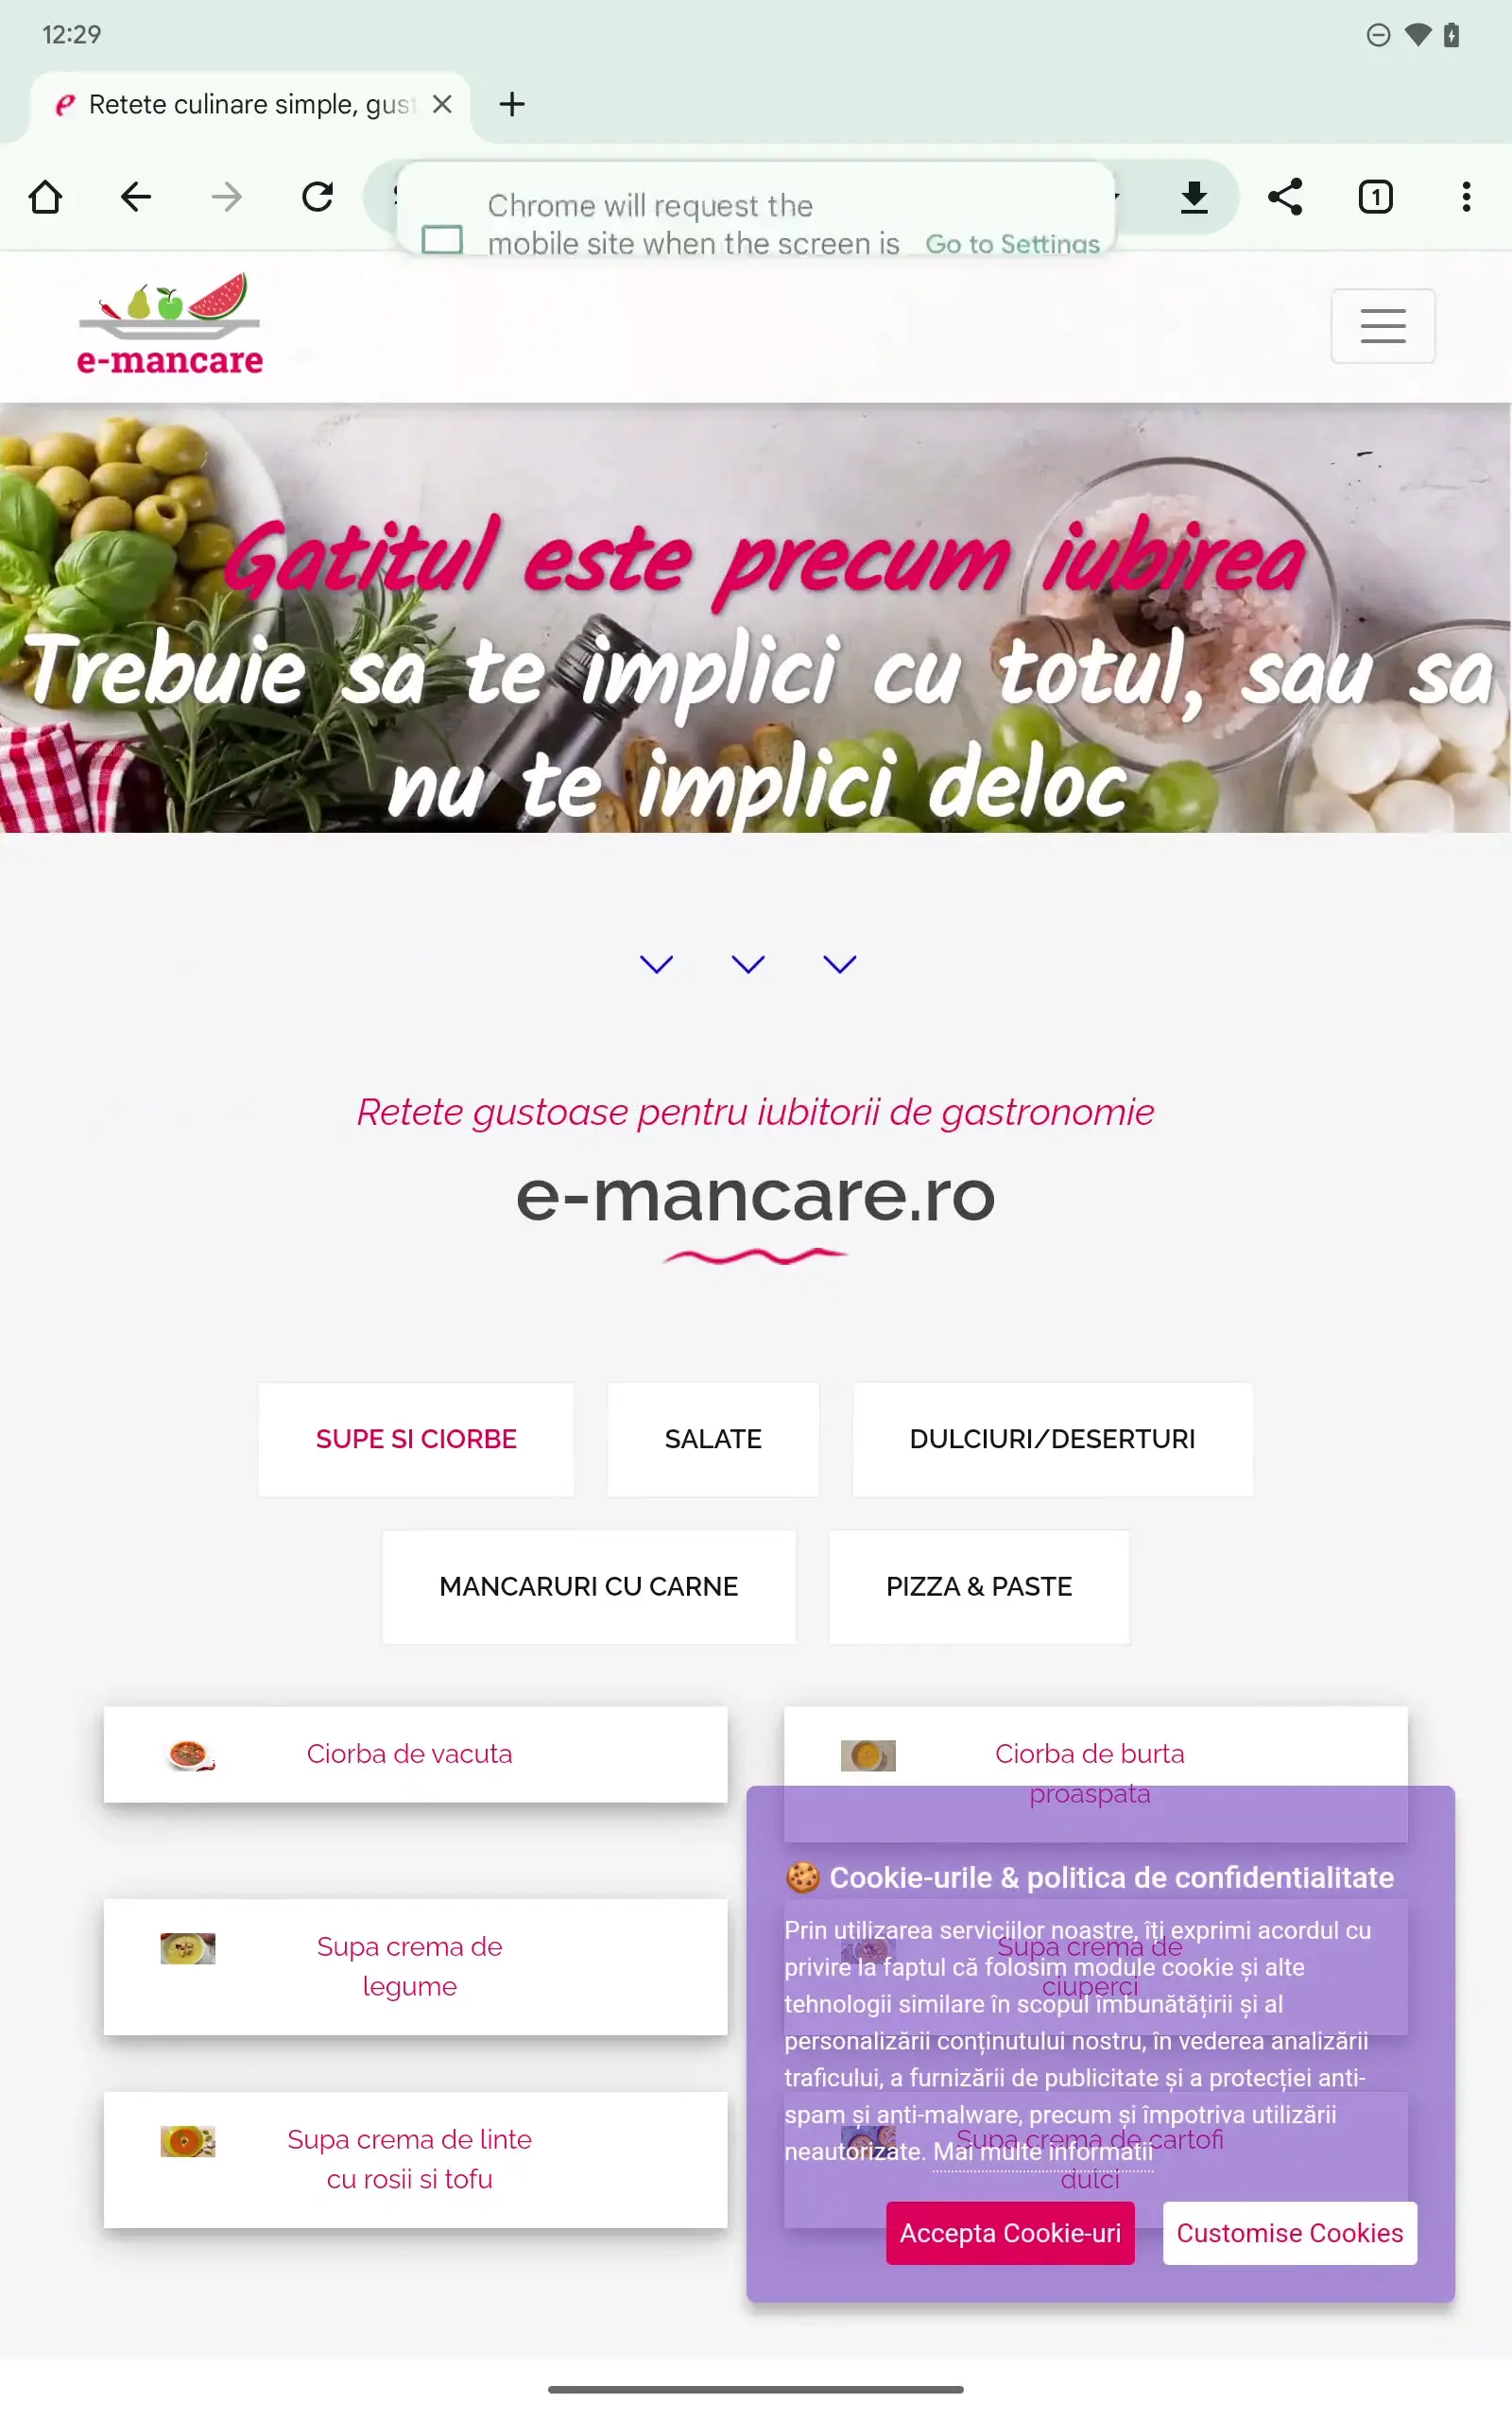 12:29
Retete culinare simple, gust
Chrome will request the
mobile site when the screen is
Go to Settings
1
e-mancare
Gatitul este precum iubirea
Trebuie sa te implici cu totul, sau sa
nu te implici deloc
Retete gustoase pentru iubitorii de gastronomie
e-mancare.ro
SUPE SI CIORBE
SALATE
DULCIURI/DESERTURI
MANCARURI CU CARNE
PIZZA & PASTE
Ciorba de vacuta
Ciorba de burta
proaspata
Supa crema de
legume
Supa crema de
ciuperci
Supa crema de linte
cu rosii si tofu
Supa crema de cartofi
dulci
🍪 Cookie-urile & politica de confidentialitate
Prin utilizarea serviciilor noastre, îți exprimi acordul cu
privire la faptul că folosim module cookie și alte
tehnologii similare în scopul îmbunătățirii și al
personalizării conținutului nostru, în vederea analizării
traficului, a furnizării de publicitate și a protecției anti-
spam și anti-malware, precum și împotriva utilizării
neautorizate. Mai multe informatii
Accepta Cookie-uri
Customise Cookies